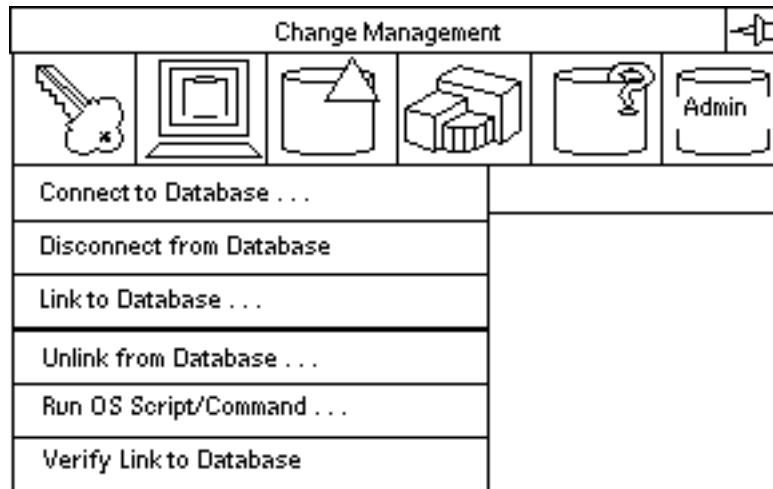 Change Management
Admin
Connect to Database . . .
Disconnect from Database
Link to Database . . .
Unlink from Database . . .
Run OS Script/Command . . .
Verify Link to Database